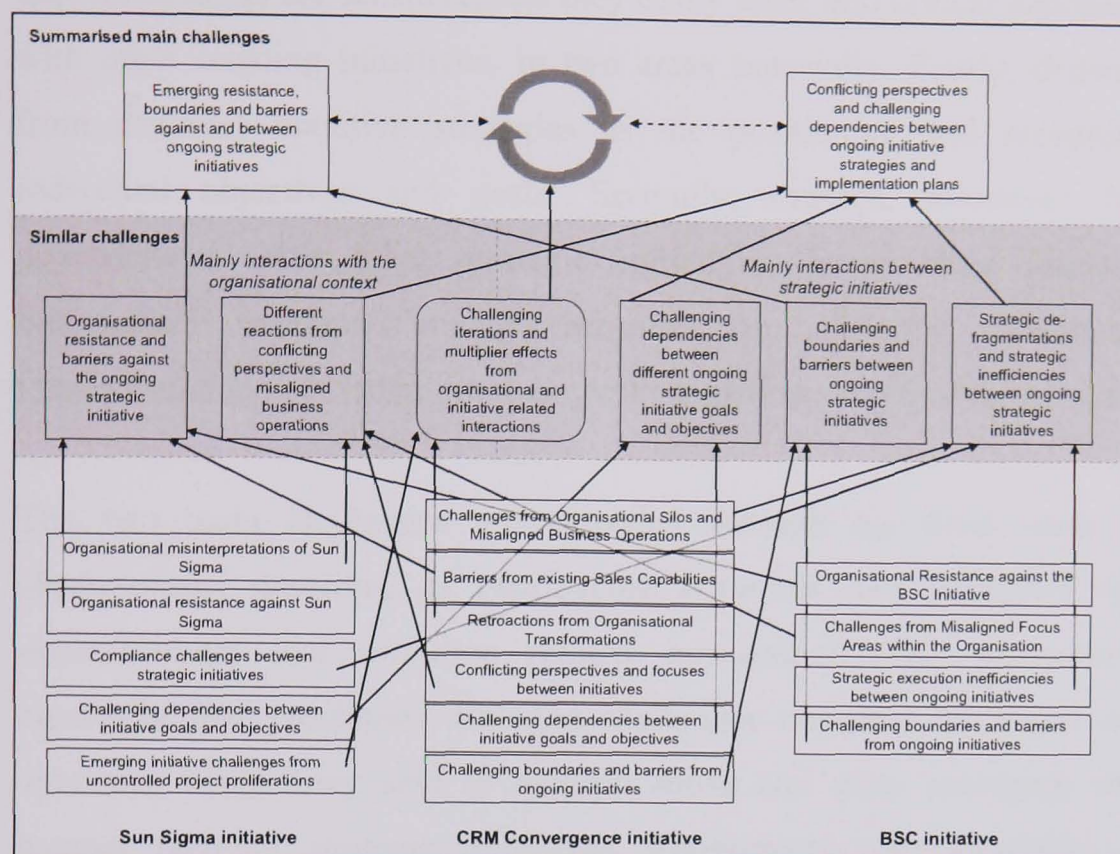 Summarised main challenges
Emerging resistance,
boundaries and barriers
against and between
ongoing strategic
initiatives
Conflicting perspectives
and challenging
dependencies between
ongoing initiative
strategies and
implementation plans
Similar challenges
Mainly interactions with the
organisational context
Mainly interactions between
strategic initiatives
Organisational
resistance and
barriers against
the ongoing
strategic
initiative
Different
reactions from
conflicting
perspectives and
misaligned
business
operations
Challenging
iterations and
multiplier effects
from
organisational and
initiative related
interactions
Challenging
dependencies
between
different ongoing
strategic
initiative goals
and objectives
Challenging
boundaries and
barriers between
ongoing
strategic
initiatives
Strategic de-
fragmentations
and strategic
inefficiencies
between ongoing
strategic
initiatives
Organisational misinterpretations of Sun
Sigma
Organisational resistance against Sun
Sigma
Compliance challenges between
strategic initiatives
Challenging dependencies between
initiative goals and objectives
Emerging initiative challenges from
uncontrolled project proliferations
Sun Sigma initiative
Challenges from Organisational Silos and
Misaligned Business Operations
Barriers from existing Sales Capabilities
Retroactions from Organisational
Transformations
Conflicting perspectives and focuses
between initiatives
Challenging dependencies between
initiative goals and objectives
Challenging boundaries and barriers from
ongoing initiatives
CRM Convergence initiative
Organisational Resistance against the
BSC Initiative
Challenges from Misaligned Focus
Areas within the Organisation
Strategic execution inefficiencies
between ongoing initiatives
Challenging boundaries and barriers
from ongoing initiatives
BSC initiative